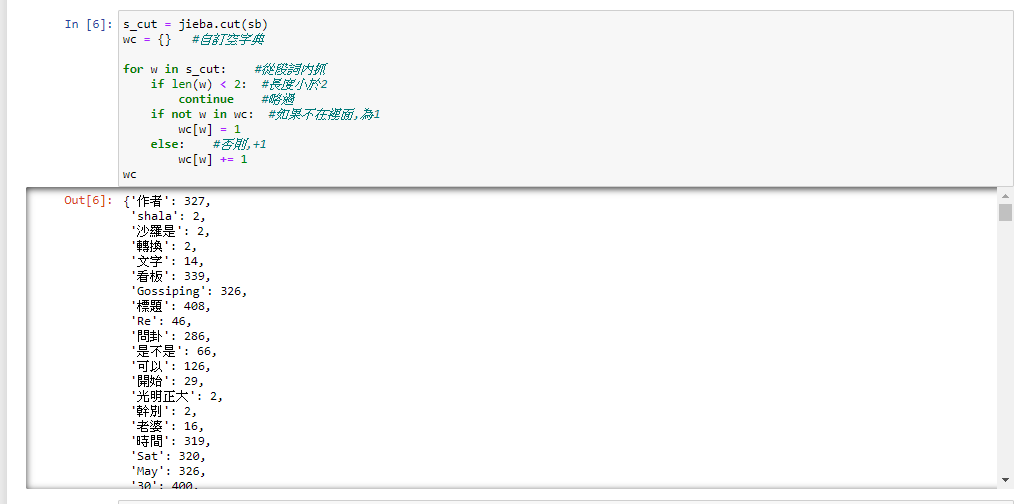 In [6]: s_cut = jieba.cut(sb)
wc = {}   #自訂空字典
for w in s_cut:    #從段詞內抓
    if len(w) < 2:  #長度小於2
        continue    #略過
    if not w in wc:  #如果不在裡面,為1
        wc[w] = 1
    else:    #否則,+1
        wc[w] += 1
wc
Out[6]: {'作者': 327,
'shala': 2,
'沙羅是': 2,
'轉換': 2,
'文字': 14,
'看板': 339,
'Gossiping': 326,
'標題': 408,
'Re': 46,
'問卦': 286,
'是不是': 66,
'可以': 126,
'開始': 29,
'光明正大': 2,
'幹別': 2,
'老婆': 16,
'時間': 319,
'Sat': 320,
'May': 326,
'30': 400,